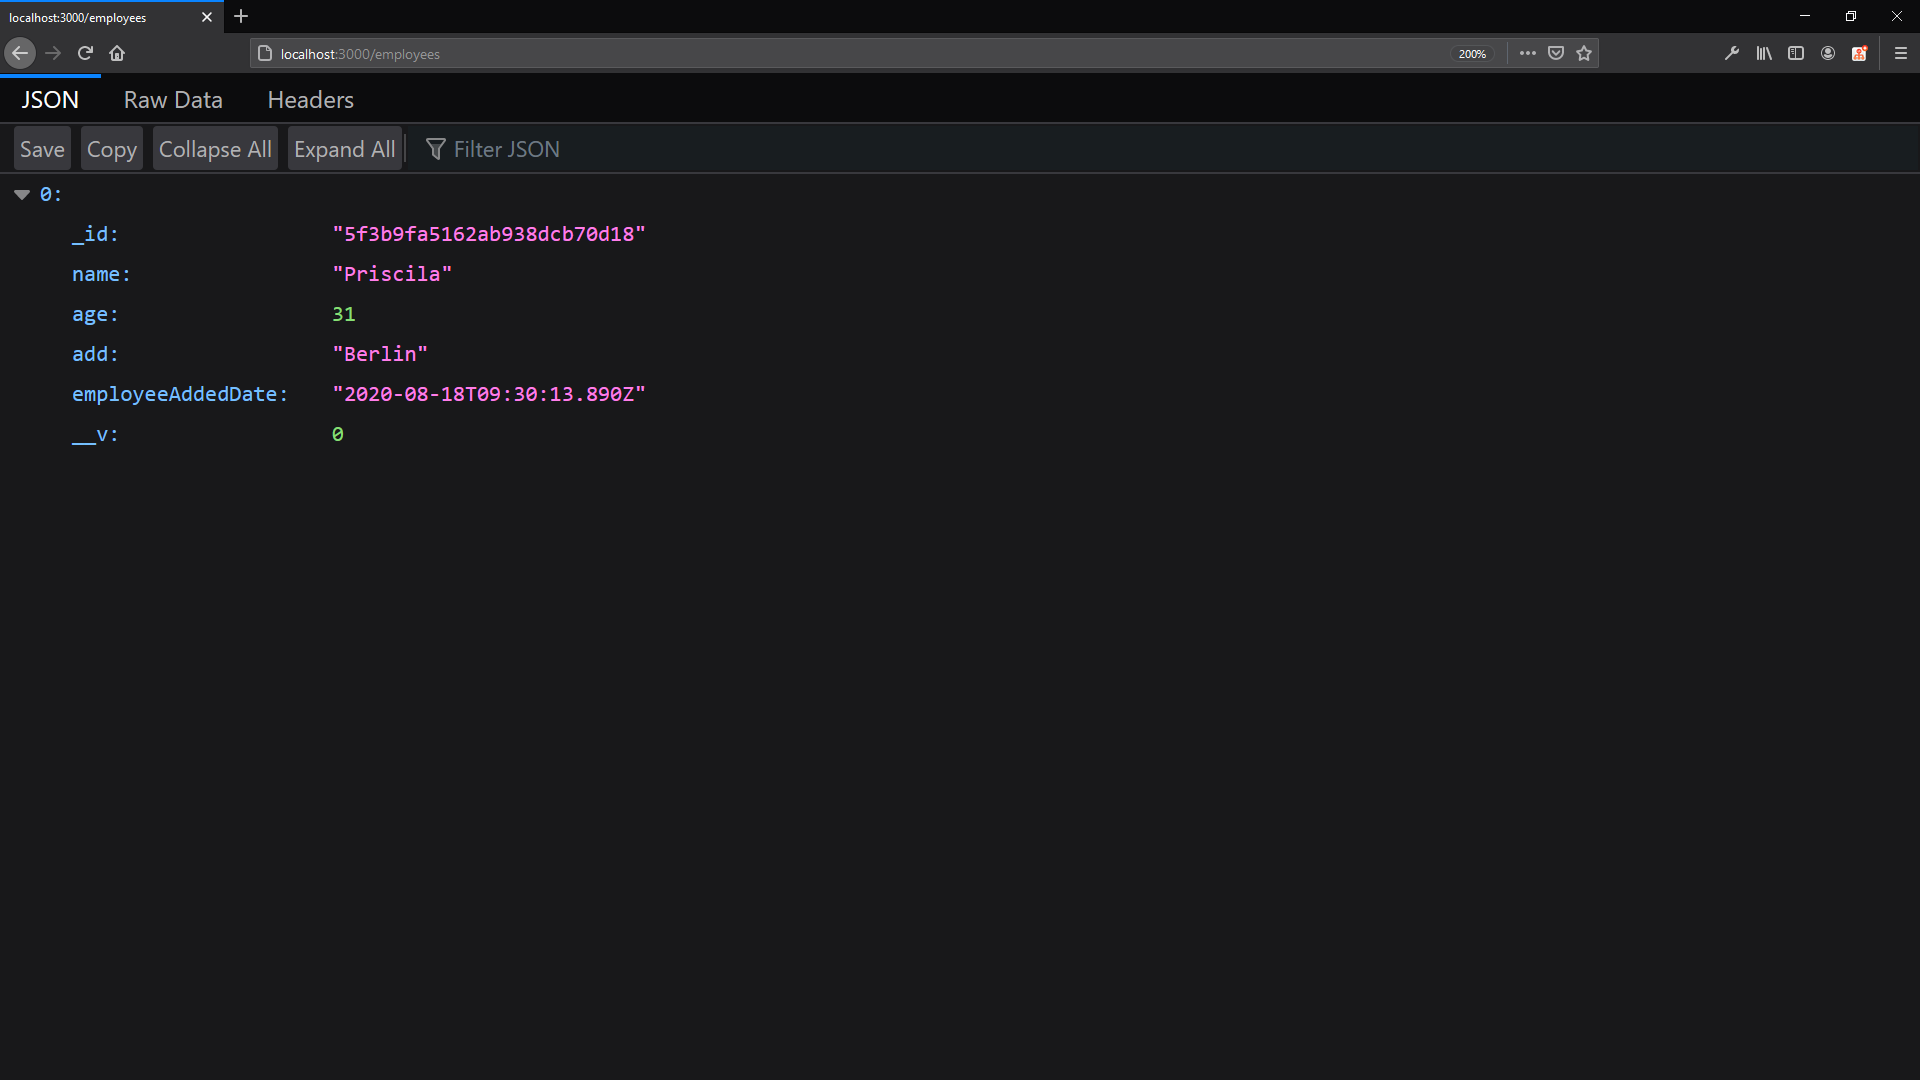 localhost:3000/employees
localhost:3000/employees 200%
JSON Raw Data Headers
Save Copy Collapse All Expand All Filter JSON
0:
_id: "5f3b9fa5162ab938dcb70d18"
name: "Priscila"
age: 31
add: "Berlin"
employeeAddedDate: "2020-08-18T09:30:13.890Z"
__v: 0